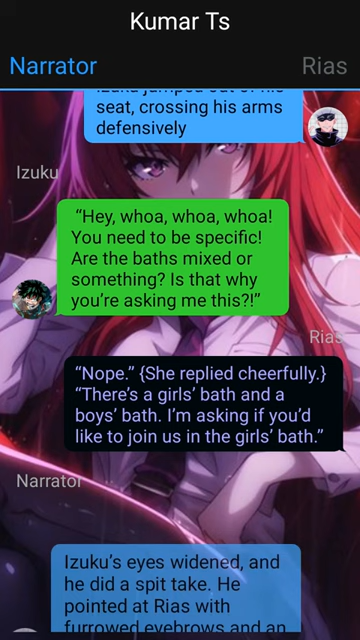 Kumar Ts
Narrator
Rias
Izuku jumped out of his
seat, crossing his arms
defensively
Izuku
“Hey, whoa, whoa, whoa!
You need to be specific!
Are the baths mixed or
something? Is that why
you’re asking me this?!”
Rias
“Nope.” {She replied cheerfully.}
“There’s a girls’ bath and a
boys’ bath. I’m asking if you’d
like to join us in the girls’ bath.”
Narrator
Izuku’s eyes widened, and
he did a spit take. He
pointed at Rias with
furrowed eyebrows and an